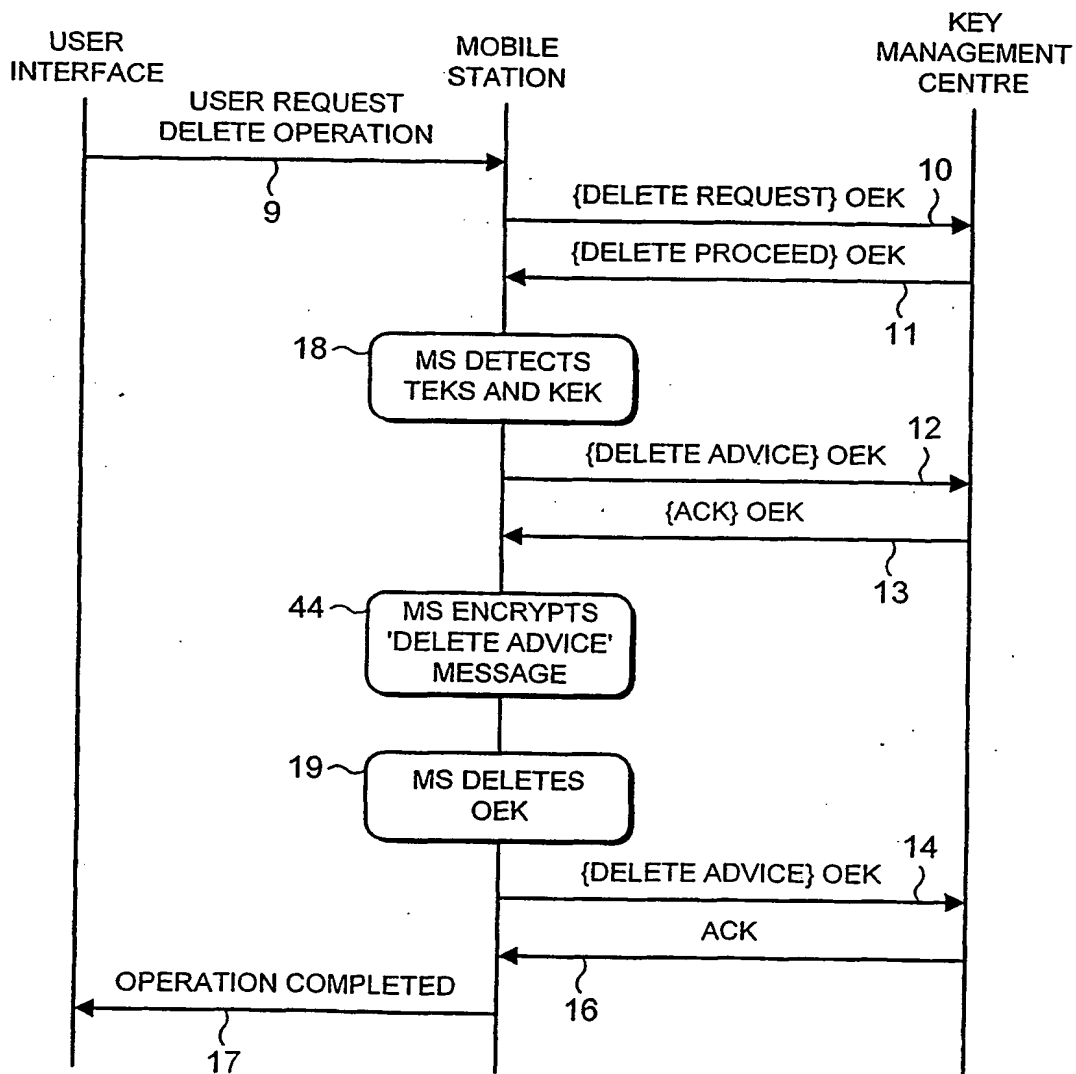 USER
INTERFACE
MOBILE
STATION
KEY
MANAGEMENT
CENTRE
USER REQUEST
DELETE OPERATION
9
{DELETE REQUEST} OEK
10
{DELETE PROCEED} OEK
11
18
MS DETECTS
TEKS AND KEK
{DELETE ADVICE} OEK
12
{ACK} OEK
13
44
MS ENCRYPTS
'DELETE ADVICE'
MESSAGE
19
MS DELETES
OEK
{DELETE ADVICE} OEK
14
ACK
16
OPERATION COMPLETED
17